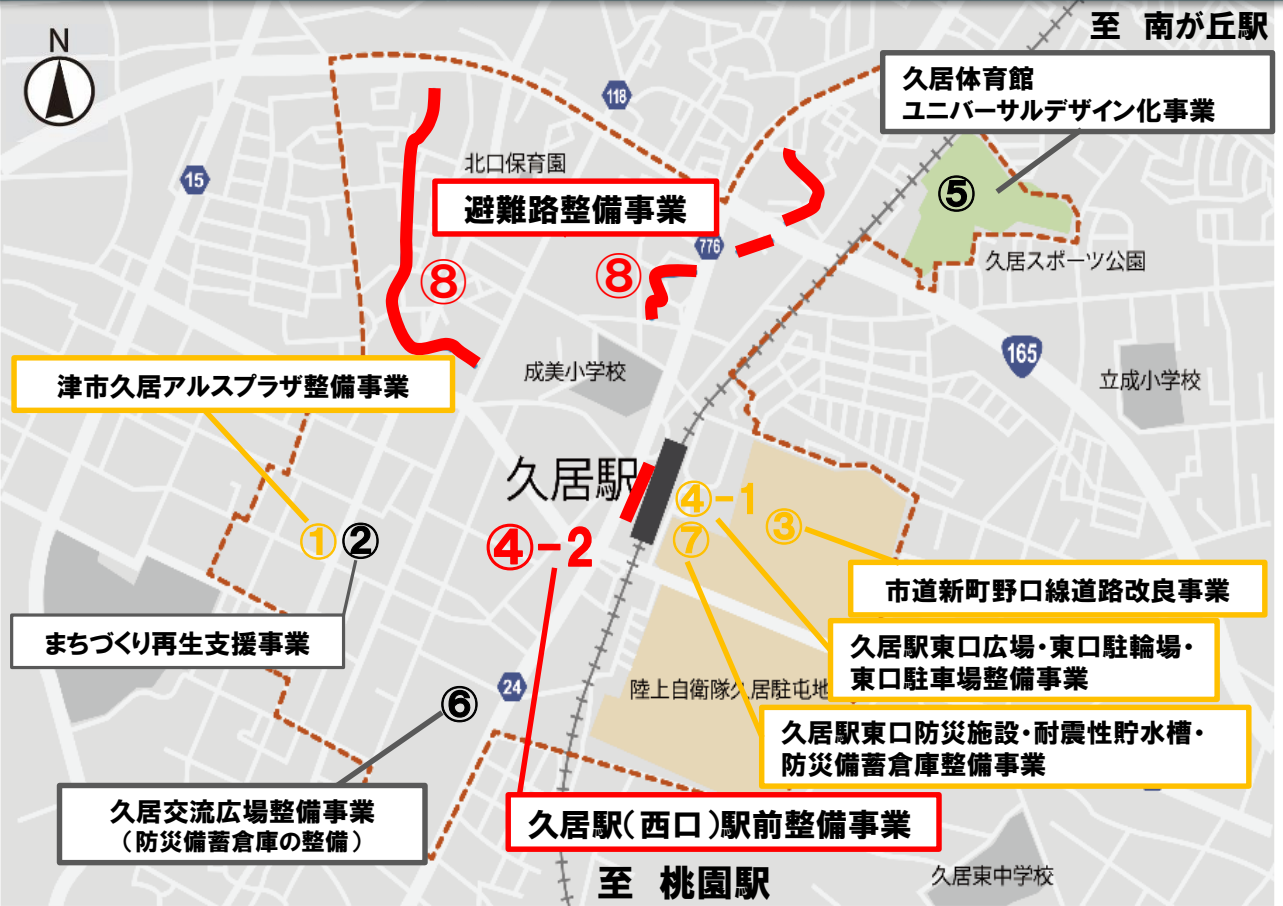 至 南が丘駅
N
久居体育館
ユニバーサルデザイン化事業
118
15
北口保育園
⑤
避難路整備事業
776
久居スポーツ公園
⑧
⑧
165
成美小学校
立成小学校
津市久居アルスプラザ整備事業
久居駅
④-1
③
①②
④-2
⑦
市道新町野口線道路改良事業
まちづくり再生支援事業
久居駅東口広場・東口駐輪場・
東口駐車場整備事業
24
陸上自衛隊久居駐屯地
⑥
久居駅東口防災施設・耐震性貯水槽・
防災備蓄倉庫整備事業
久居交流広場整備事業
(防災備蓄倉庫の整備)
久居駅(西口)駅前整備事業
至 桃園駅
久居東中学校